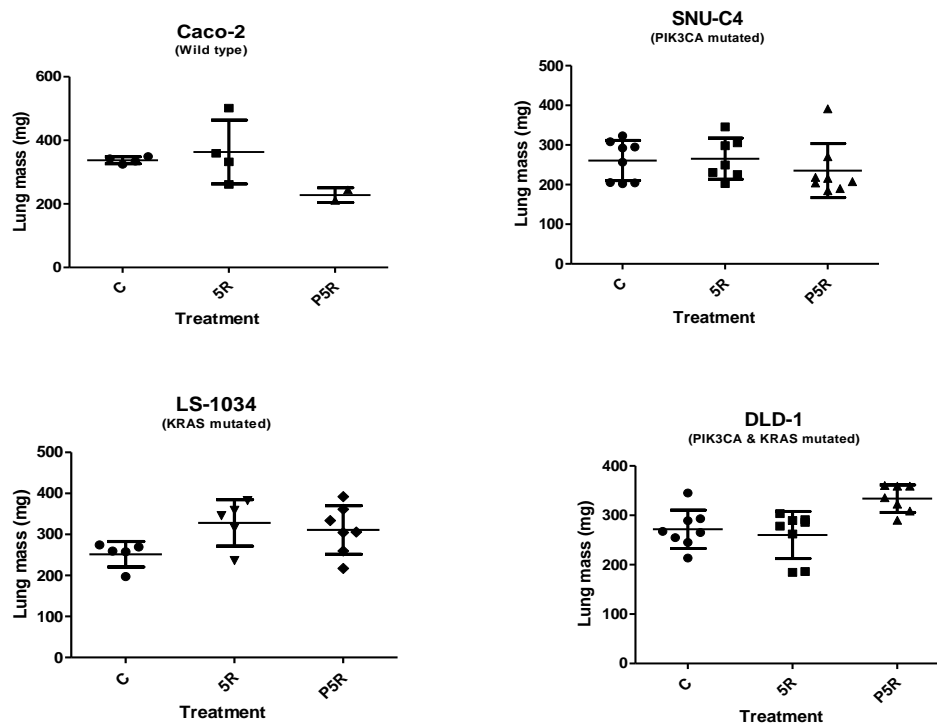 Caco-2
(Wild type)
Lung mass (mg)
600
400
200
0
C
5R
P5R
Treatment
SNU-C4
(PIK3CA mutated)
Lung mass (mg)
500
400
300
200
100
0
C
5R
P5R
Treatment
LS-1034
(KRAS mutated)
Lung mass (mg)
500
400
300
200
100
0
C
5R
P5R
Treatment
DLD-1
(PIK3CA & KRAS mutated)
Lung mass (mg)
400
300
200
100
0
C
5R
P5R
Treatment